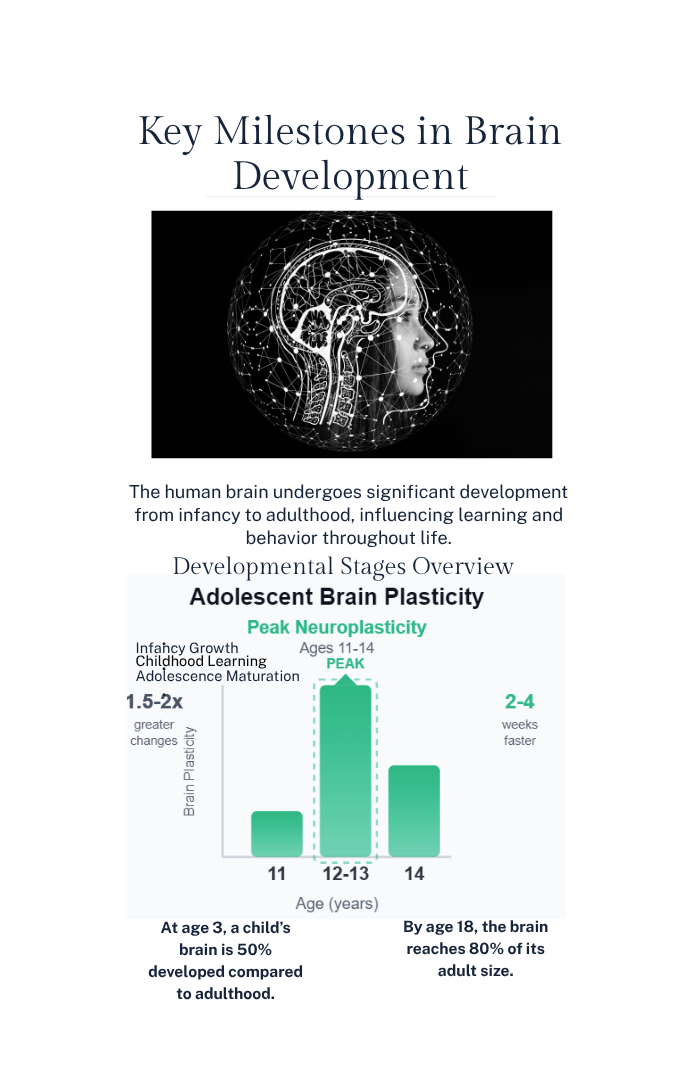 Key Milestones in Brain
Development
The human brain undergoes significant development
from infancy to adulthood, influencing learning and
behavior throughout life.
Developmental Stages Overview
Adolescent Brain Plasticity
Peak Neuroplasticity
Ages 11-14
PEAK
Infancy Growth
Childhood Learning
Adolescence Maturation
1.5-2x
greater
changes
Brain Plasticity
2-4
weeks
faster
11
12-13
14
Age (years)
At age 3, a child’s
brain is 50%
developed compared
to adulthood.
By age 18, the brain
reaches 80% of its
adult size.